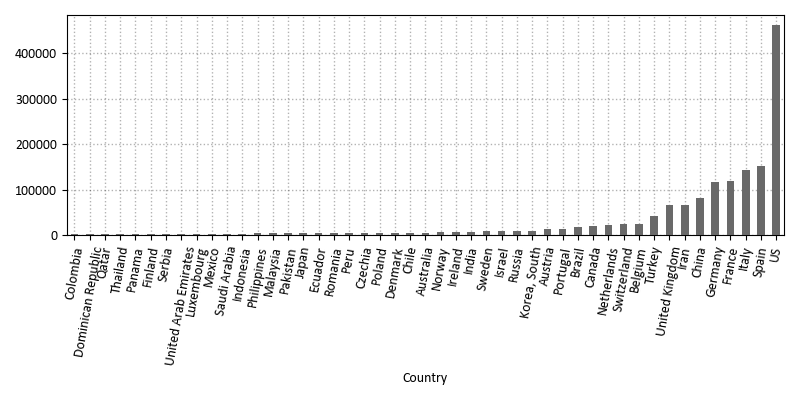 400000
300000
200000
100000
0
Colombia
Dominican Republic
Qatar
Thailand
Panama
Finland
Serbia
United Arab Emirates
Luxembourg
Mexico
Saudi Arabia
Indonesia
Philippines
Malaysia
Pakistan
Japan
Ecuador
Romania
Peru
Czechia
Poland
Denmark
Chile
Australia
Norway
Ireland
India
Sweden
Israel
Russia
Korea, South
Austria
Portugal
Brazil
Canada
Netherlands
Switzerland
Belgium
Turkey
United Kingdom
Iran
China
Germany
France
Italy
Spain
US
Country